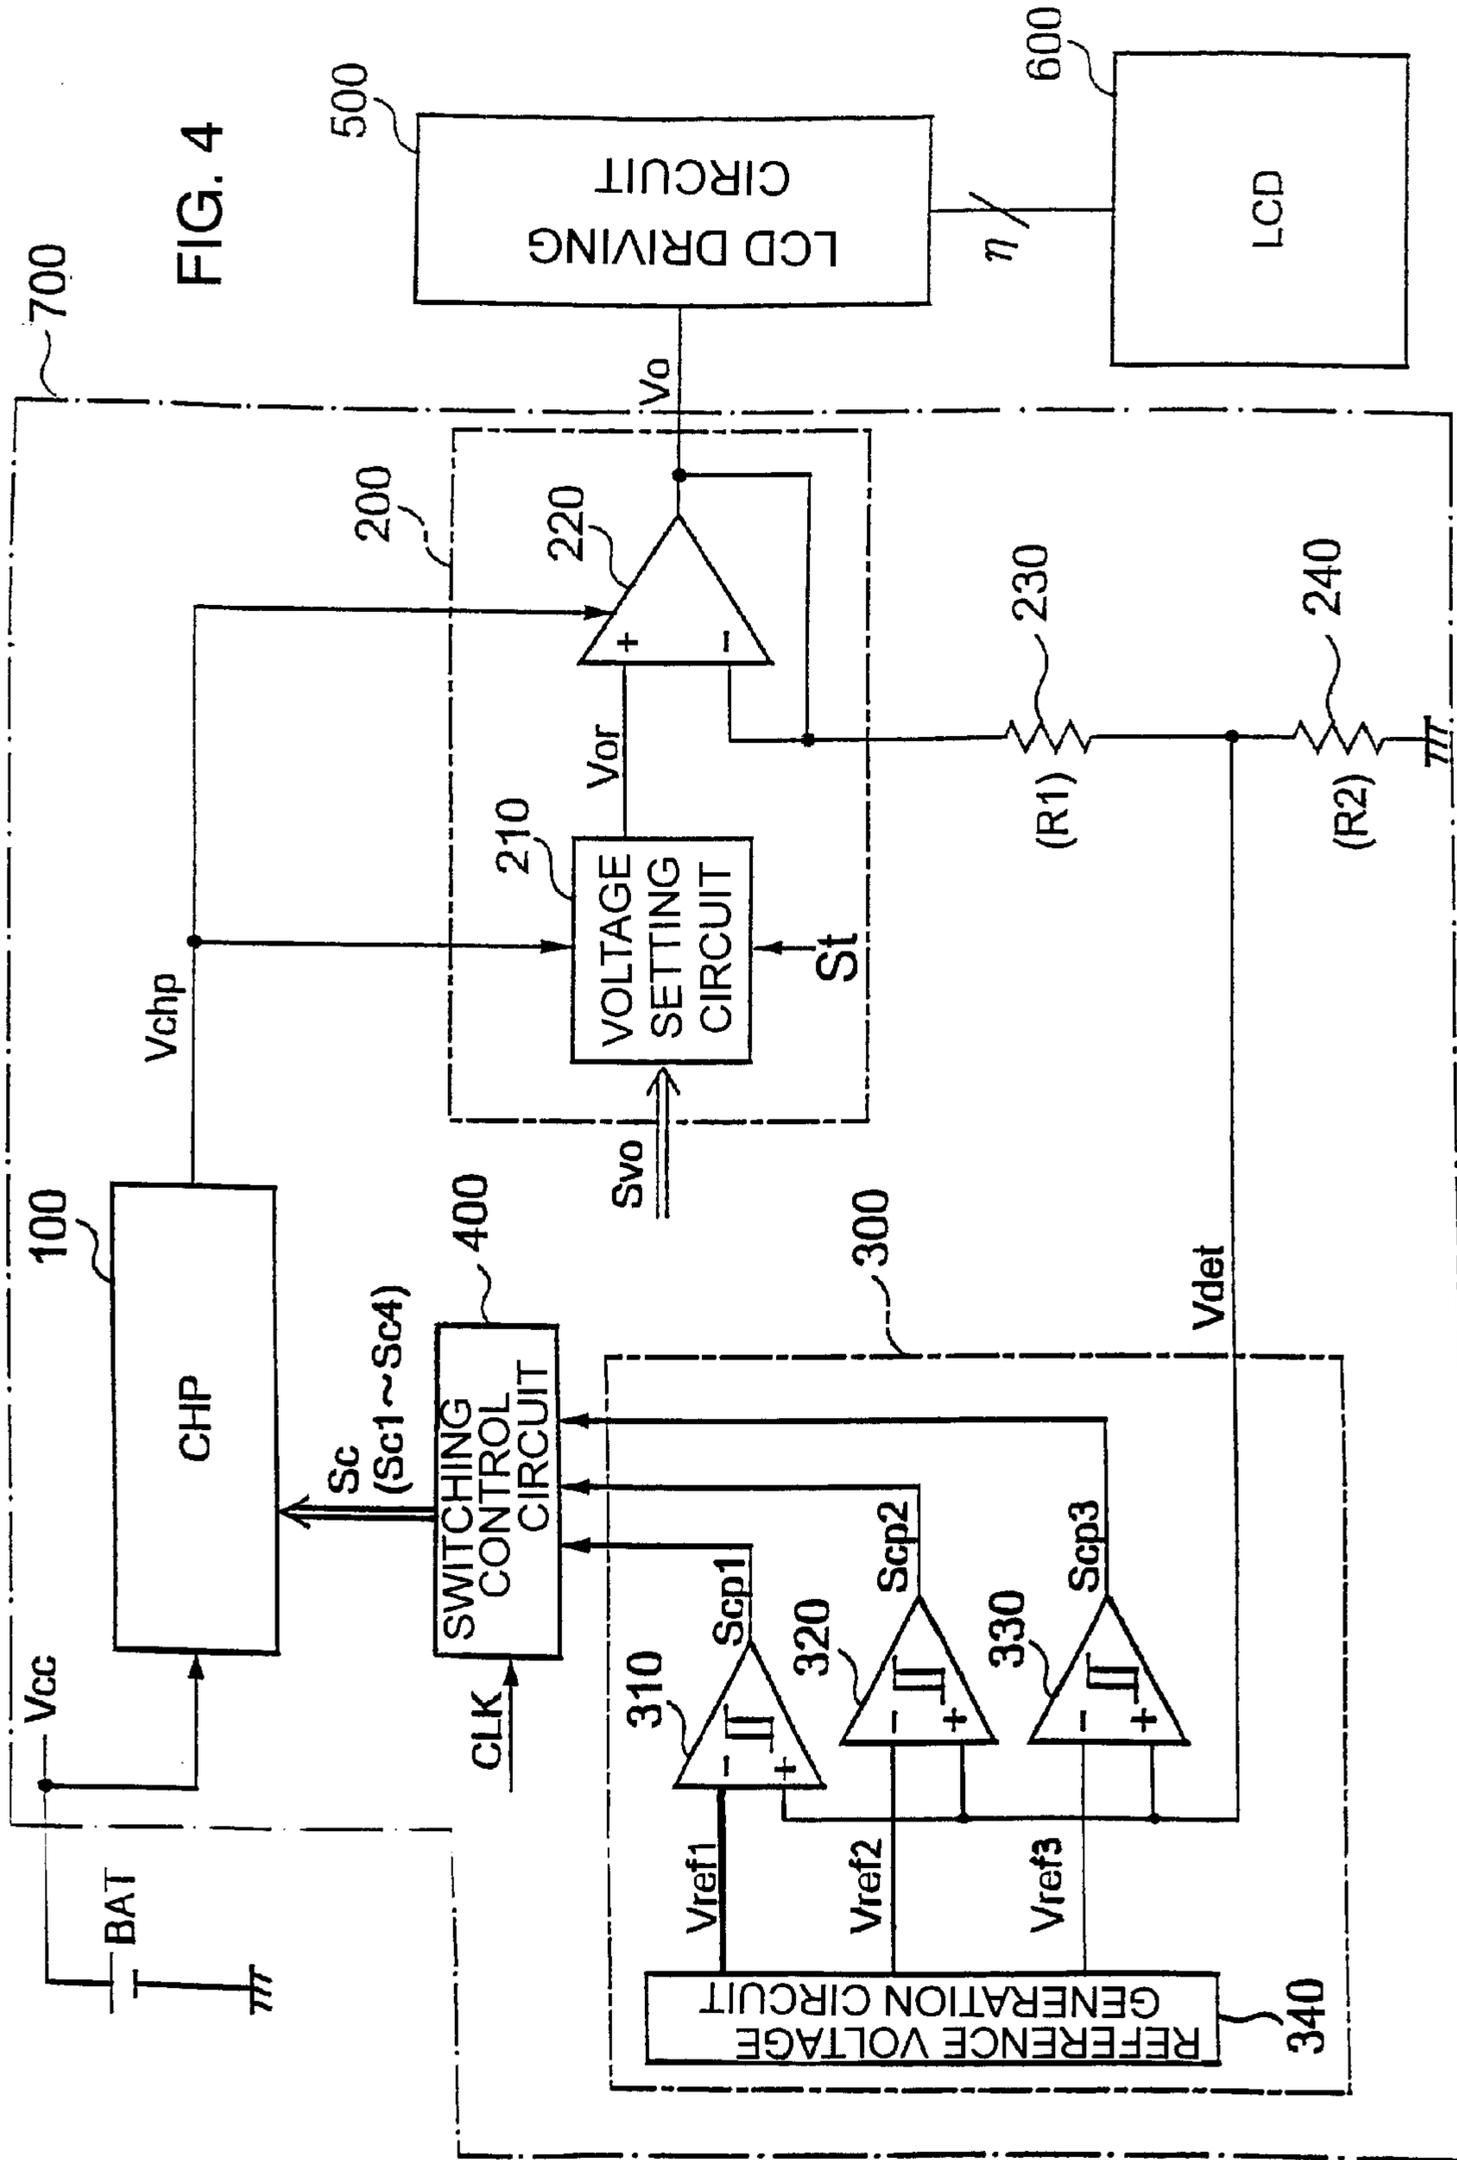 FIG. 4
700
Vcc
BAT
100
CHP
Vchp
Sc
(Sc1~Sc4)
400
SWITCHING
CONTROL
CIRCUIT
CLK
200
210
VOLTAGE
SETTING
CIRCUIT
Svo
St
Vor
220
+
−
Vo
500
LCD DRIVING
CIRCUIT
η
600
LCD
230
(R1)
240
(R2)
Vdet
300
310
−
+
Scp1
320
−
+
Scp2
330
−
+
Scp3
Vref1
Vref2
Vref3
REFERENCE VOLTAGE
GENERATION CIRCUIT
340